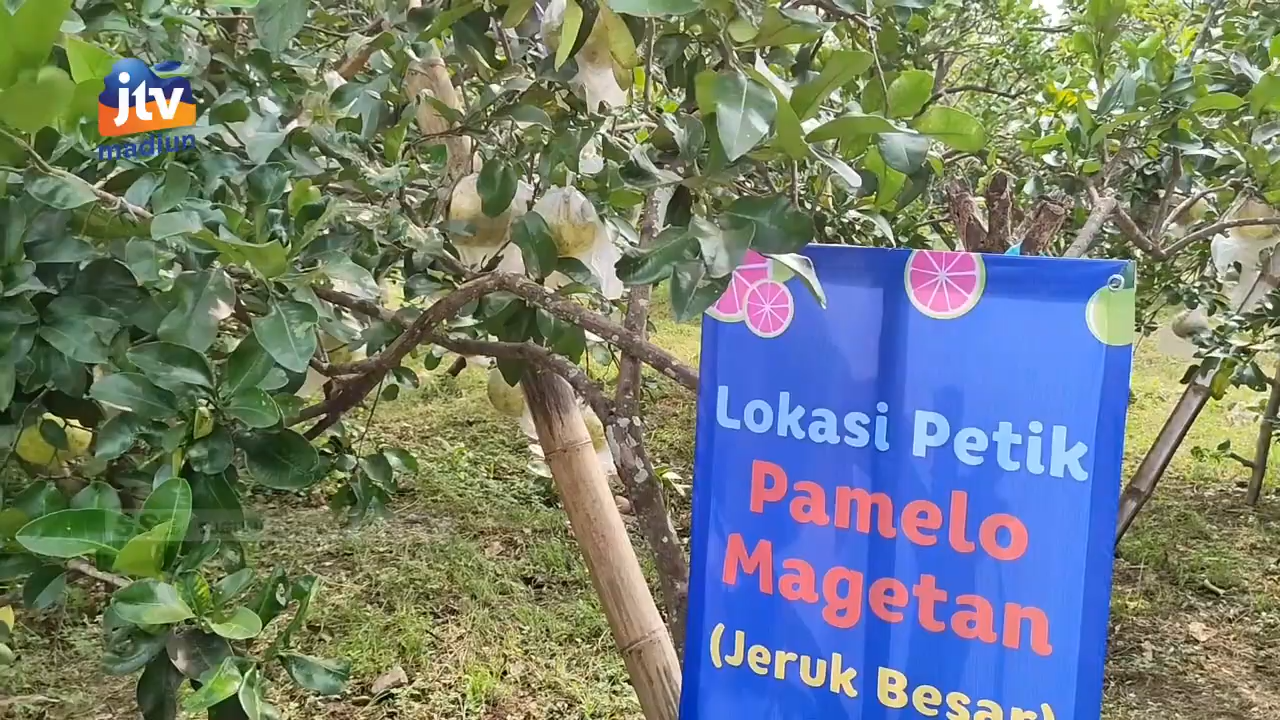 jtv
madiun
Lokasi Petik
Pamelo
Magetan
(Jeruk Besar)